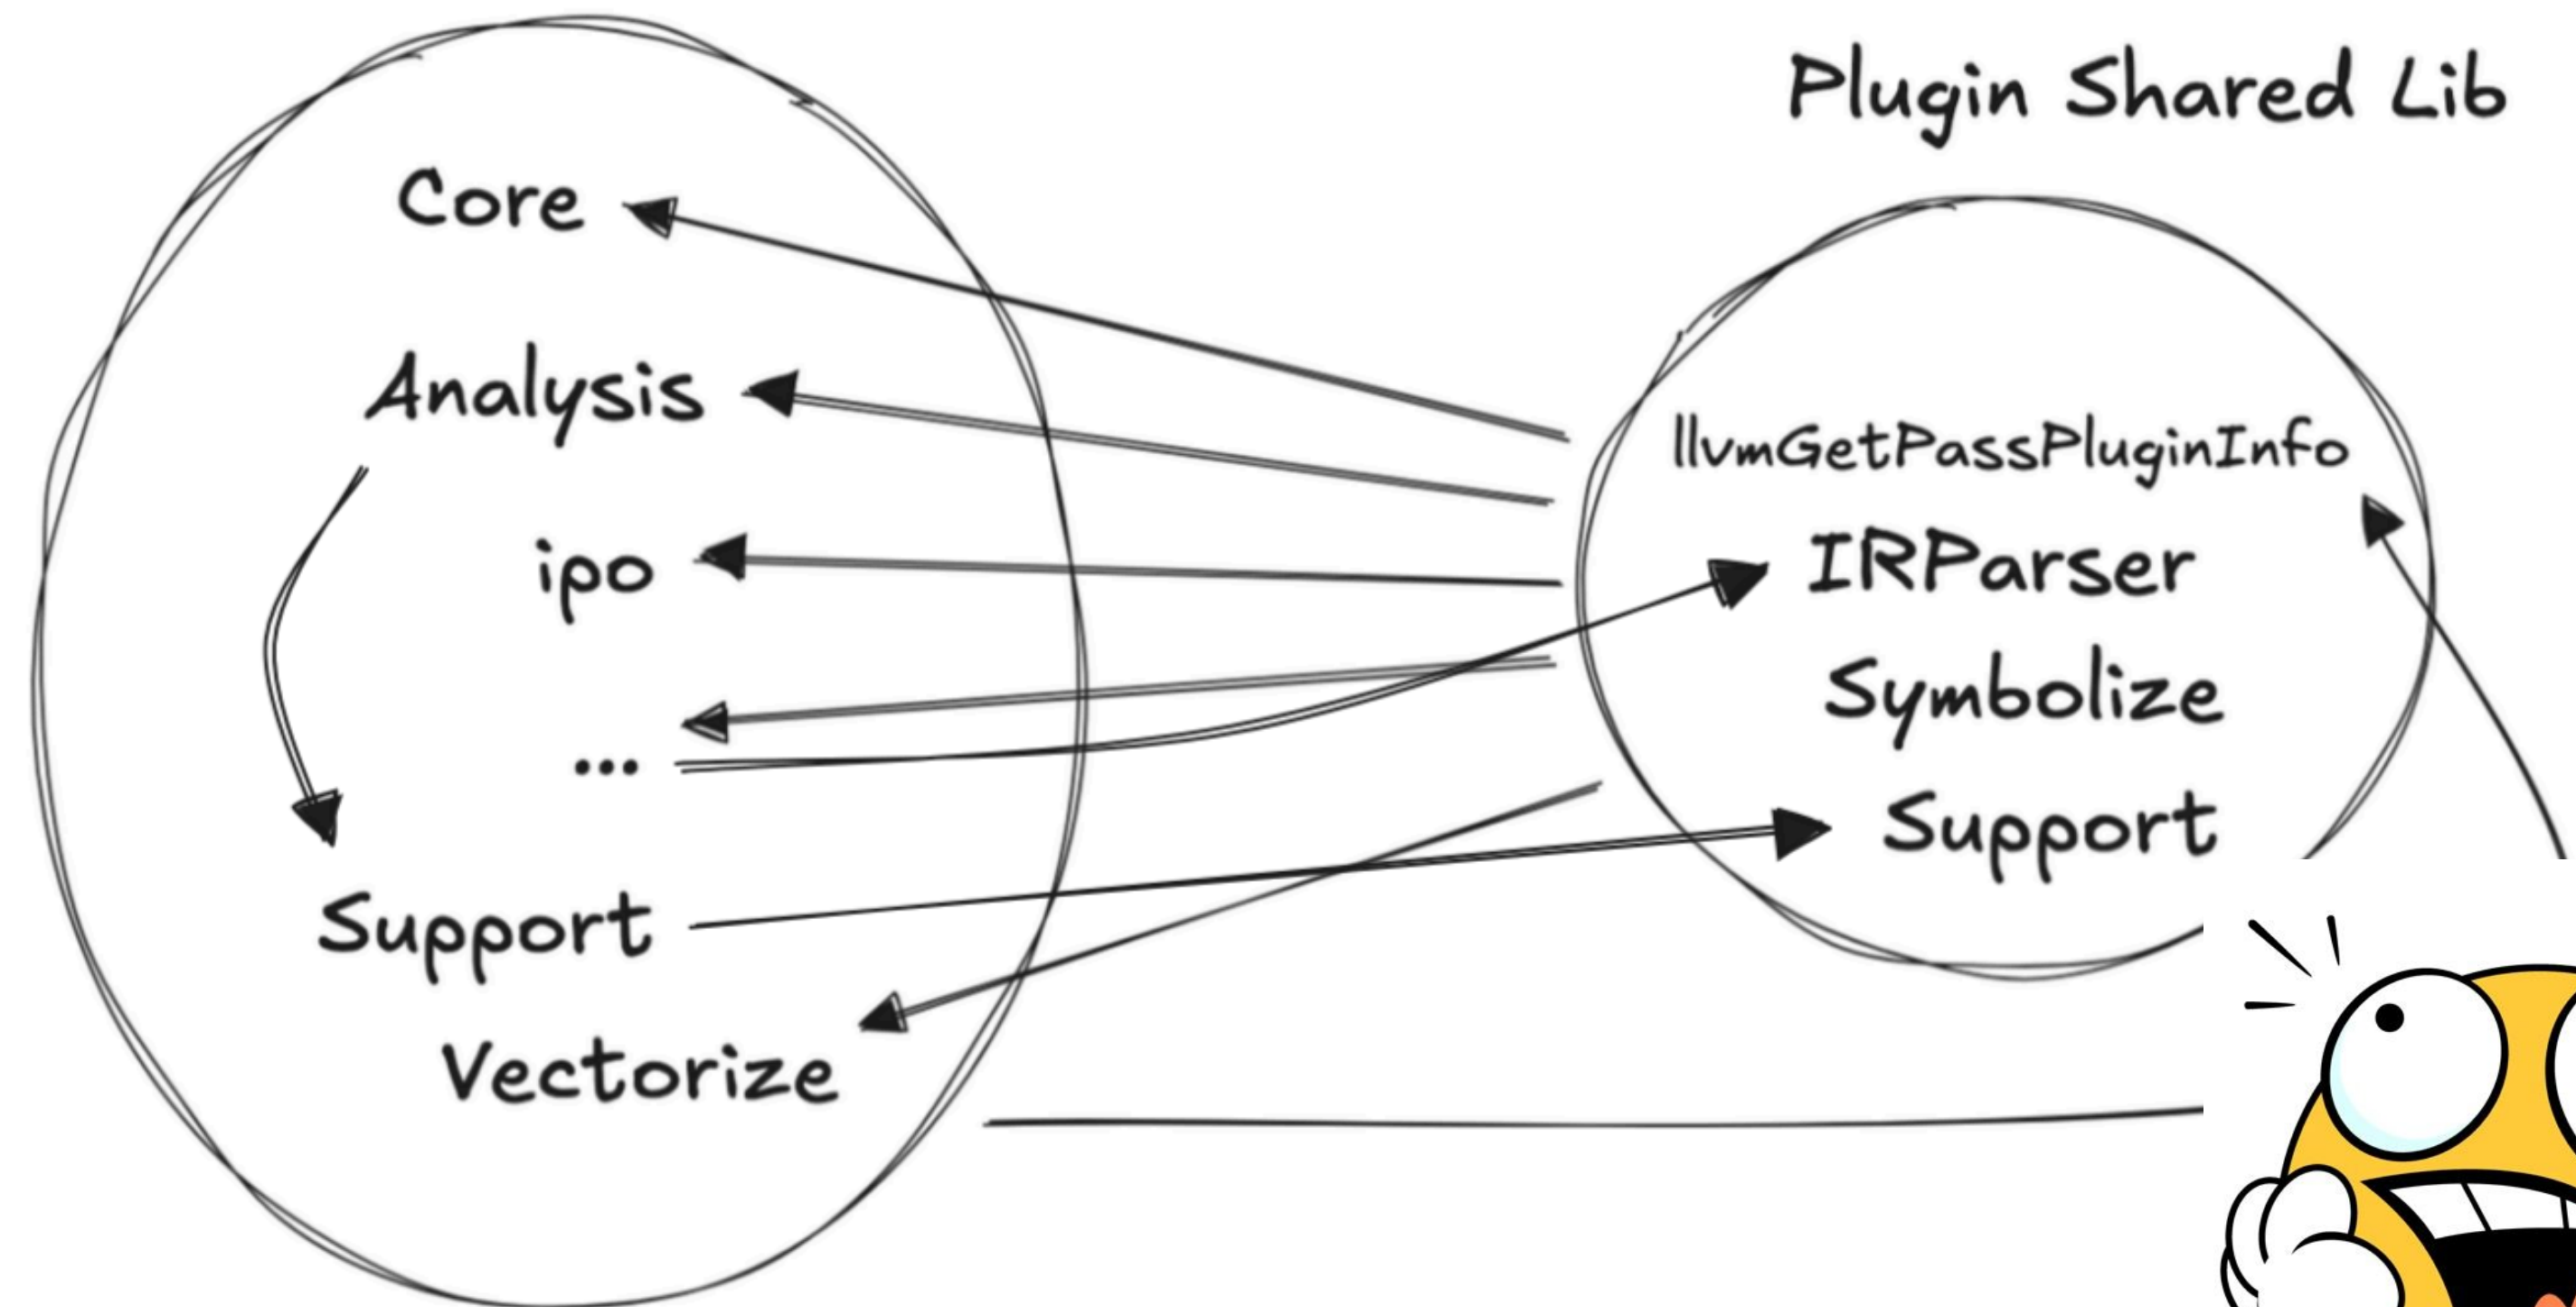 Plugin Shared Lib
Core
Analysis
ipo
...
Support
Vectorize
llvmGetPassPluginInfo
IRParser
Symbolize
Support